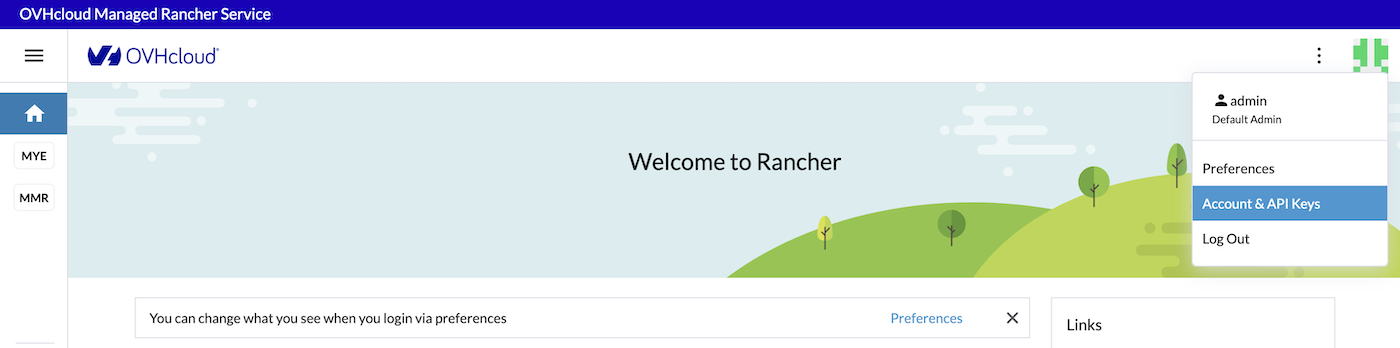 OVHcloud Managed Rancher Service
OVHcloud
admin
Default Admin
MYE
Welcome to Rancher
Preferences
MMR
Account & API Keys
Log Out
You can change what you see when you login via preferences
Preferences
Links